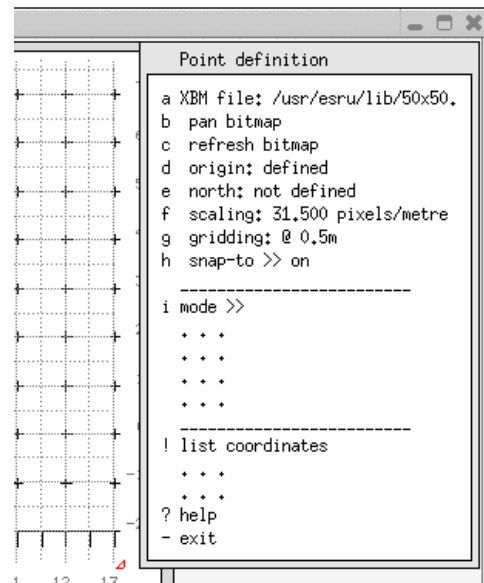 Point definition
a XBM file: /usr/esru/lib/50x50.
b pan bitmap
c refresh bitmap
d origin: defined
e north: not defined
f scaling: 31.500 pixels/metre
g gridding: @ 0.5m
h snap-to >> on
i mode >>
! list coordinates
? help
- exit